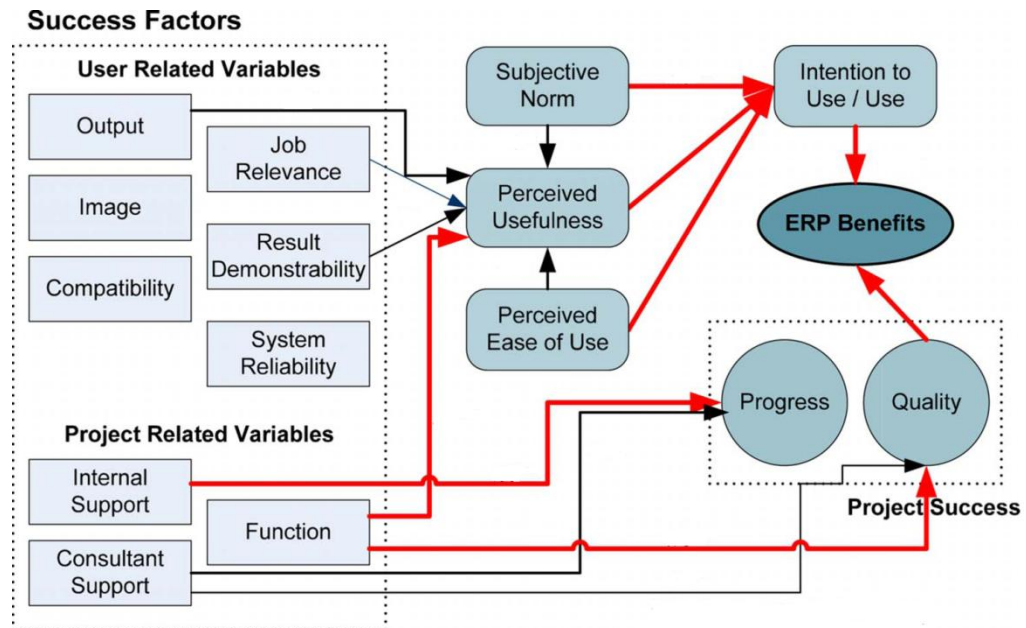 Success Factors
User Related Variables
Output
Image
Compatibility
Job
Relevance
Result
Demonstrability
System
Reliability
Project Related Variables
Internal
Support
Consultant
Support
Function
Subjective
Norm
Perceived
Usefulness
Perceived
Ease of Use
Intention to
Use / Use
ERP Benefits
Progress
Quality
Project Success